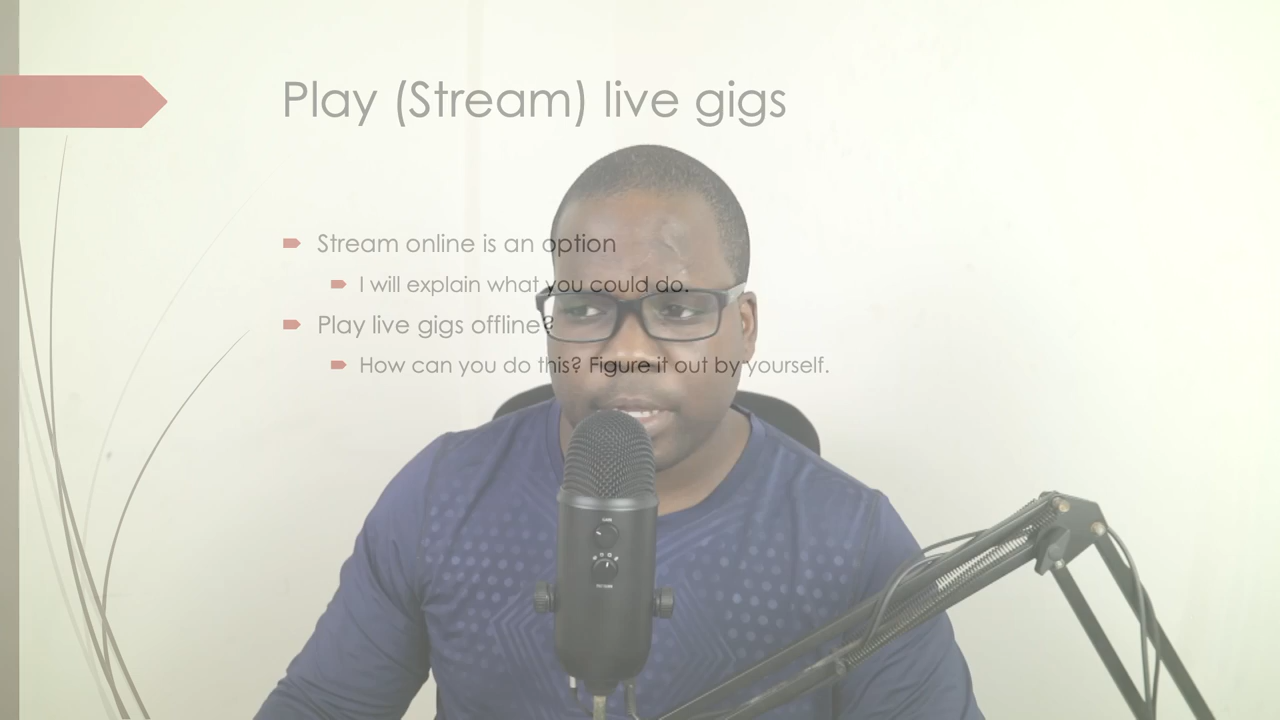 Play (Stream) live gigs
Stream online is an option
I will explain what you could do.
Play live gigs offline?
How can you do this? Figure it out by yourself.